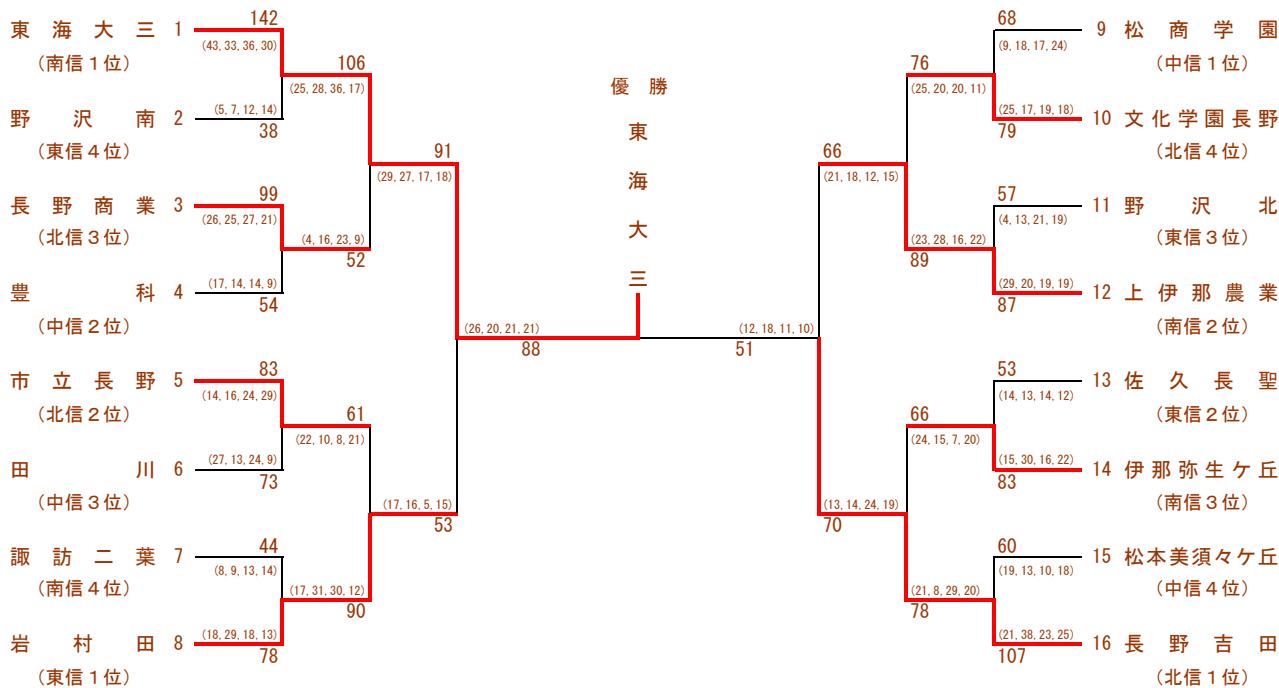 優勝
東海大三
東海大三 1
(南信1位)
142
(43, 33, 36, 30)
野沢南 2
(東信4位)
(5, 7, 12, 14)
38
長野商業 3
(北信3位)
99
(26, 25, 27, 21)
豊科 4
(中信2位)
(17, 14, 14, 9)
54
市立長野 5
(北信2位)
83
(14, 16, 24, 29)
田川 6
(中信3位)
(27, 13, 24, 9)
73
諏訪二葉 7
(南信4位)
44
(8, 9, 13, 14)
岩村田 8
(東信1位)
(18, 29, 18, 13)
78
106
(25, 28, 36, 17)
(4, 16, 23, 9)
52
61
(22, 10, 8, 21)
(17, 31, 30, 12)
90
91
(29, 27, 17, 18)
(17, 16, 5, 15)
53
(26, 20, 21, 21)
88
(12, 18, 11, 10)
51
66
(21, 18, 12, 15)
(13, 14, 24, 19)
70
76
(25, 20, 20, 11)
(23, 28, 16, 22)
89
66
(24, 15, 7, 20)
(21, 8, 29, 20)
78
68
(9, 18, 17, 24)
9 松商学園
(中信1位)
(25, 17, 19, 18)
79
10 文化学園長野
(北信4位)
57
(4, 13, 21, 19)
11 野沢北
(東信3位)
(29, 20, 19, 19)
87
12 上伊那農業
(南信2位)
53
(14, 13, 14, 12)
13 佐久長聖
(東信2位)
(15, 30, 16, 22)
83
14 伊那弥生ケ丘
(南信3位)
60
(19, 13, 10, 18)
15 松本美須々ケ丘
(中信4位)
(21, 38, 23, 25)
107
16 長野吉田
(北信1位)